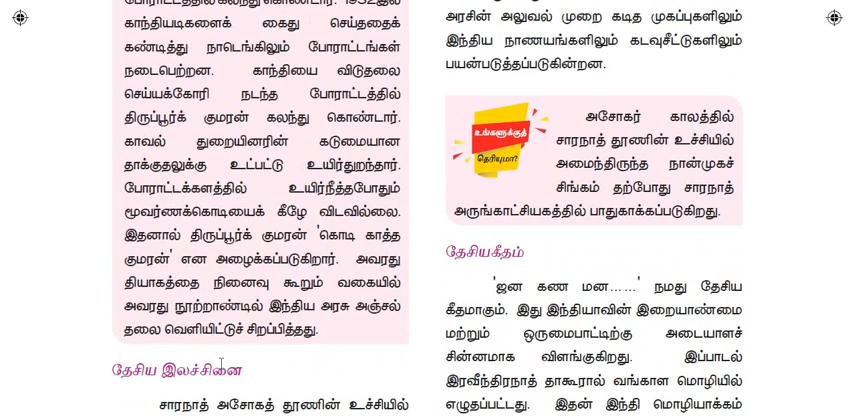 போராட்டத்தில் கலந்து கொண்டார். 1932இல்
காந்தியடிகளைக் கைது செய்ததைக்
கண்டித்து நாடெங்கிலும் போராட்டங்கள்
நடைபெற்றன. காந்தியை விடுதலை
செய்யக்கோரி நடந்த போராட்டத்தில்
திருப்பூர்க் குமரன் கலந்து கொண்டார்.
காவல் துறையினரின் கடுமையான
தாக்குதலுக்கு உட்பட்டு உயிர்துறந்தார்.
போராட்டக்களத்தில் உயிர்நீத்தபோதும்
மூவர்ணக்கொடியைக் கீழே விடவில்லை.
இதனால் திருப்பூர்க் குமரன் 'கொடி காத்த
குமரன்' என அழைக்கப்படுகிறார். அவரது
தியாகத்தை நினைவு கூறும் வகையில்
அவரது நூற்றாண்டில் இந்திய அரசு அஞ்சல்
தலை வெளியிட்டுச் சிறப்பித்தது.
தேசிய இலச்சினை
சாரநாத் அசோகத் தூணின் உச்சியில்
அரசின் அலுவல் முறை கடித முகப்புகளிலும்
இந்திய நாணயங்களிலும் கடவுசீட்டுகளிலும்
பயன்படுத்தப்படுகின்றன.
உங்களுக்குத்
தெரியுமா?
அசோகர் காலத்தில்
சாரநாத் தூணின் உச்சியில்
அமைந்திருந்த நான்முகச்
சிங்கம் தற்போது சாரநாத்
அருங்காட்சியகத்தில் பாதுகாக்கப்படுகிறது.
தேசியகீதம்
'ஜன கண மன......' நமது தேசிய
கீதமாகும். இது இந்தியாவின் இறையாண்மை
மற்றும் ஒருமைபாட்டிற்கு அடையாளச்
சின்னமாக விளங்குகிறது. இப்பாடல்
இரவீந்திரநாத் தாகூரால் வங்காள மொழியில்
எழுதப்பட்டது. இதன் இந்தி மொழியாக்கம்